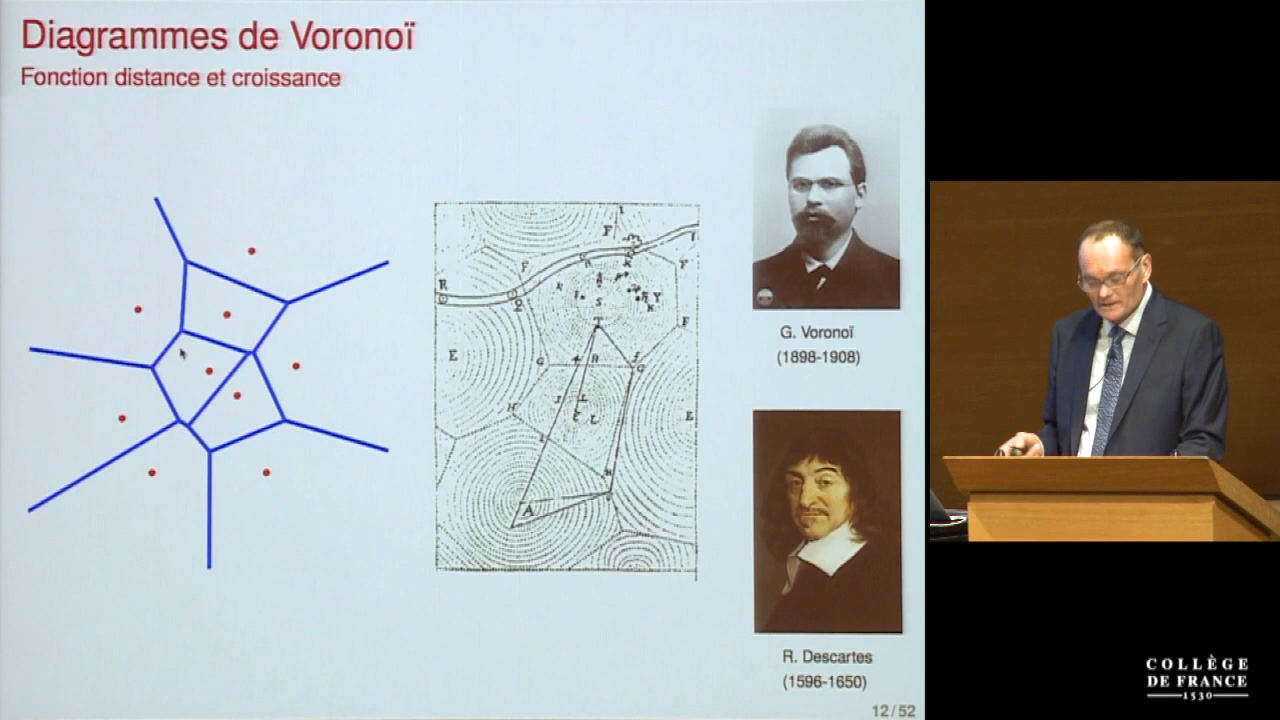 Diagrammes de Voronoï
Fonction distance et croissance
G. Voronoï
(1898-1908)
R. Descartes
(1596-1650)
12/52
COLLÈGE
DE FRANCE
1530